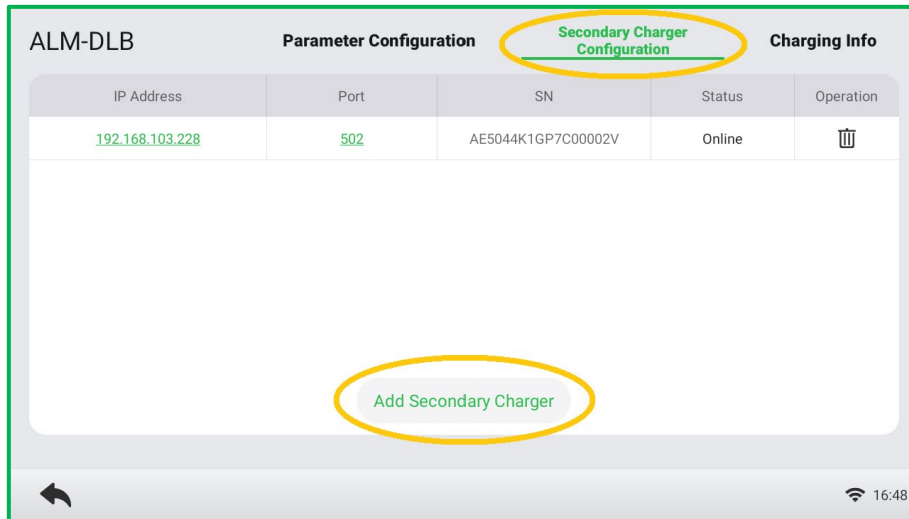 ALM-DLB
Parameter Configuration
Secondary Charger
Configuration
Charging Info
IP Address Port SN Status Operation
192.168.103.228 502 AE5044K1GP7C00002V Online
Add Secondary Charger
16:48